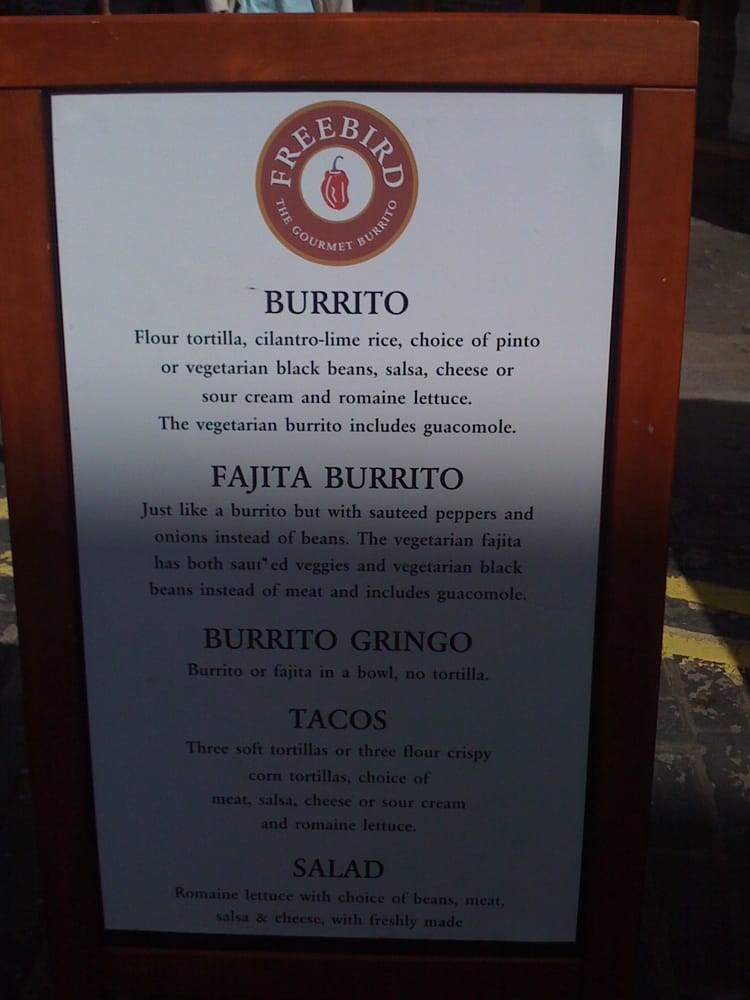 FREEBIRD
THE GOURMET BURRITO
BURRITO
Flour tortilla, cilantro-lime rice, choice of pinto
or vegetarian black beans, salsa, cheese or
sour cream and romaine lettuce.
The vegetarian burrito includes guacomole.
FAJITA BURRITO
Just like a burrito but with sauteed peppers and
onions instead of beans. The vegetarian fajita
has both saut"ed veggies and vegetarian black
beans instead of meat and includes guacomole.
BURRITO GRINGO
Burrito or fajita in a bowl, no tortilla.
TACOS
Three soft tortillas or three flour crispy
corn tortillas, choice of
meat, salsa, cheese or sour cream
and romaine lettuce.
SALAD
Romaine lettuce with choice of beans, meat,
salsa & cheese, with freshly made